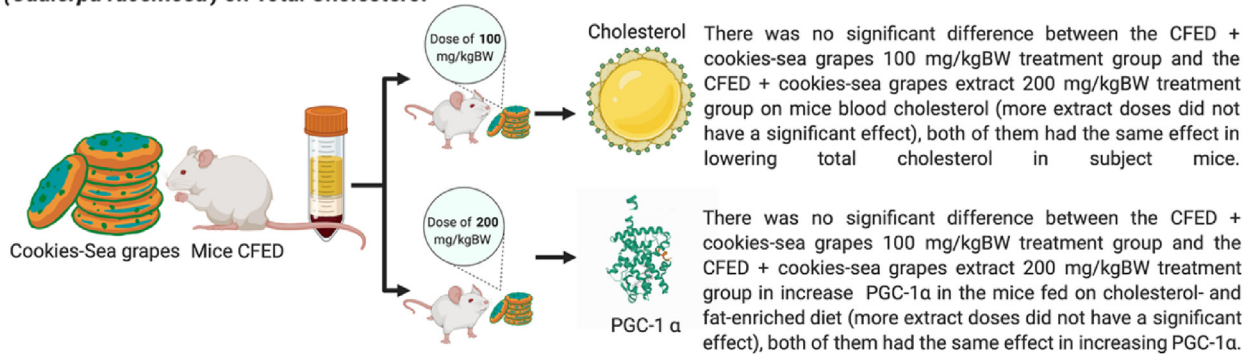 (Caulerpa racemosa) on Total Cholesterol
Dose of 100
mg/kgBW
Cholesterol
There was no significant difference between the CFED +
cookies-sea grapes 100 mg/kgBW treatment group and the
CFED + cookies-sea grapes extract 200 mg/kgBW treatment
group on mice blood cholesterol (more extract doses did not
have a significant effect), both of them had the same effect in
lowering total cholesterol in subject mice.
Cookies-Sea grapes
Mice CFED
Dose of 200
mg/kgBW
PGC-1 α
There was no significant difference between the CFED +
cookies-sea grapes 100 mg/kgBW treatment group and the
CFED + cookies-sea grapes extract 200 mg/kgBW treatment
group in increase PGC-1α in the mice fed on cholesterol- and
fat-enriched diet (more extract doses did not have a significant
effect), both of them had the same effect in increasing PGC-1α.